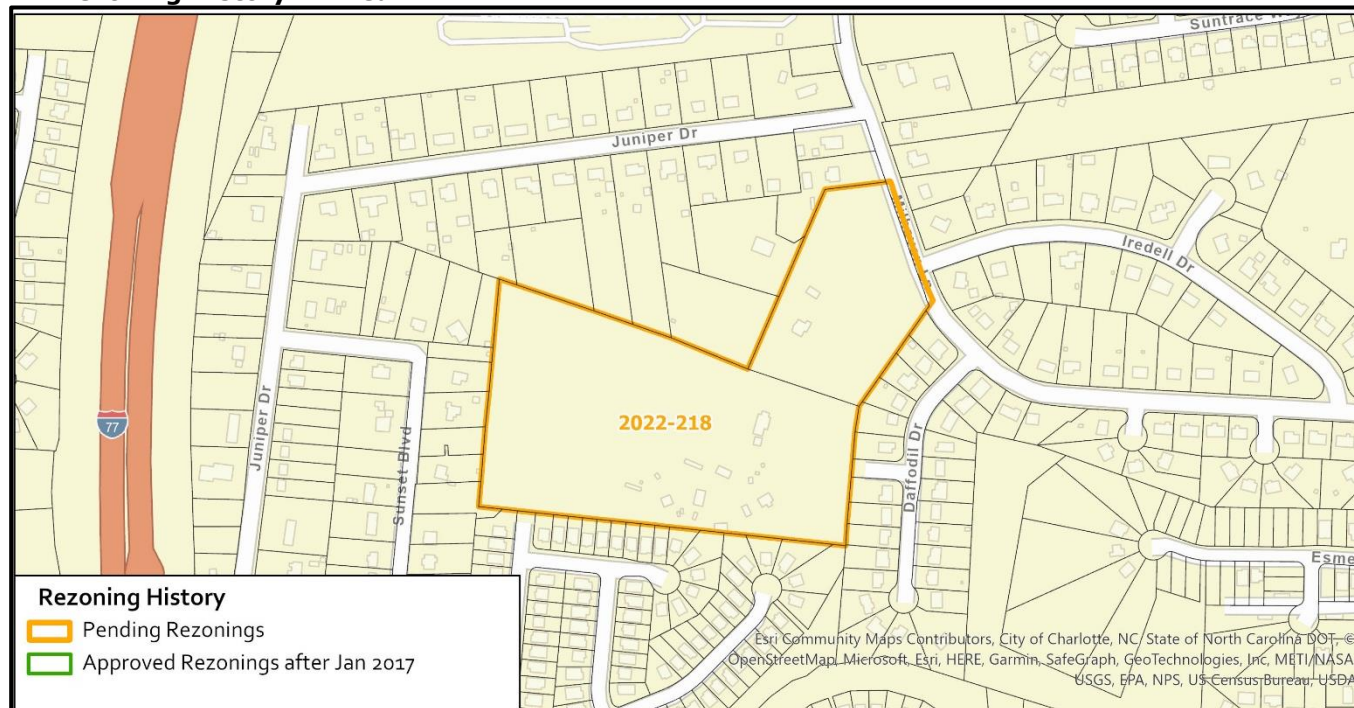 Suntrace Way
Juniper Dr
Iredell Dr
2022-218
77
Juniper Dr
Sunset Blvd
Daffodil Dr
Esme
Rezoning History
Pending Rezonings
Approved Rezonings after Jan 2017
Esri Community Maps Contributors, City of Charlotte, NC, State of North Carolina DOT, ©
OpenStreetMap, Microsoft, Esri, HERE, Garmin, SafeGraph, GeoTechnologies, Inc, METI/NASA,
USGS, EPA, NPS, US Census Bureau, USDA